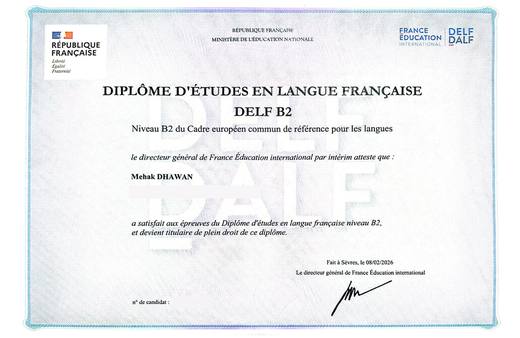 RÉPUBLIQUE
FRANÇAISE
Liberté
Égalité
Fraternité
RÉPUBLIQUE FRANÇAISE
MINISTÈRE DE L'ÉDUCATION NATIONALE
FRANCE
ÉDUCATION
INTERNATIONAL
DELF
DALF
DIPLÔME D'ÉTUDES EN LANGUE FRANÇAISE
DELF B2
Niveau B2 du Cadre européen commun de référence pour les langues
le directeur général de France Éducation international par intérim atteste que :
Mehak DHAWAN
DELF
DALF
a satisfait aux épreuves du Diplôme d'études en langue française niveau B2,
et devient titulaire de plein droit de ce diplôme.
Fait à Sèvres, le 08/02/2026
Le directeur général de France Éducation international
n° de candidat :